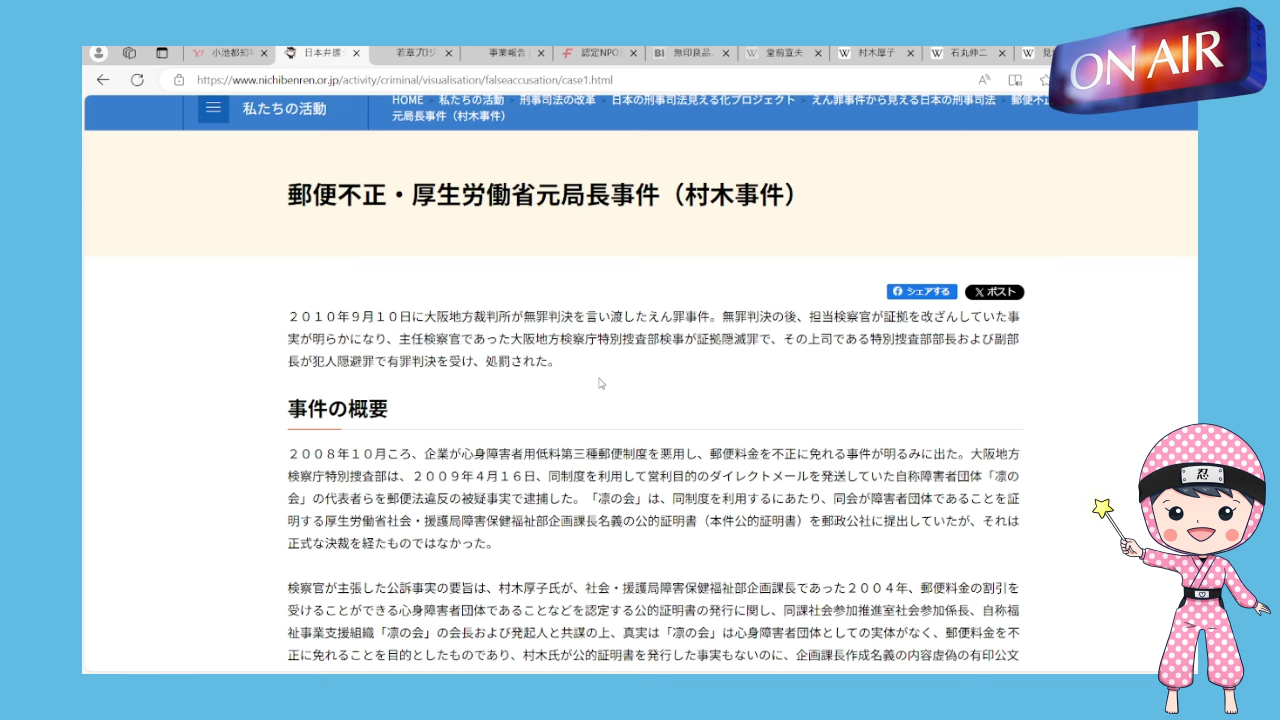 ON AIR
小池都知
日本弁護
若草プロジ
事業報告
認定NPO
無印良品、
堂前宣夫
村木厚子
石丸伸二
https://www.nichibenren.or.jp/activity/criminal/visualisation/falseaccusation/case1.html
私たちの活動
HOME > 私たちの活動 > 刑事司法の改革 > 日本の刑事司法見える化プロジェクト > えん罪事件から見える日本の刑事司法 > 郵便不正
元局長事件（村木事件）
郵便不正・厚生労働省元局長事件（村木事件）
シェアする
ポスト
２０１０年９月１０日に大阪地方裁判所が無罪判決を言い渡したえん罪事件。無罪判決の後、担当検察官が証拠を改ざんしていた事
実が明らかになり、主任検察官であった大阪地方検察庁特別捜査部検事が証拠隠滅罪で、その上司である特別捜査部部長および副部
長が犯人隠避罪で有罪判決を受け、処罰された。
事件の概要
２００８年１０月ころ、企業が心身障害者用低料第三種郵便制度を悪用し、郵便料金を不正に免れる事件が明るみに出た。大阪地方
検察庁特別捜査部は、２００９年４月１６日、同制度を利用して営利目的のダイレクトメールを発送していた自称障害者団体「凛の
会」の代表者らを郵便法違反の被疑事実で逮捕した。「凛の会」は、同制度を利用するにあたり、同会が障害者団体であることを証
明する厚生労働省社会・援護局障害保健福祉部企画課長名義の公的証明書（本件公的証明書）を郵政公社に提出していたが、それは
正式な決裁を経たものではなかった。
検察官が主張した公訴事実の要旨は、村木厚子氏が、社会・援護局障害保健福祉部企画課長であった２００４年、郵便料金の割引を
受けることができる心身障害者団体であることなどを認定する公的証明書の発行に関し、同課社会参加推進室社会参加係長、自称福
祉事業支援組織「凛の会」の会長および発起人と共謀の上、真実は「凛の会」は心身障害者団体としての実体がなく、郵便料金を不
正に免れることを目的としたものであり、村木氏が公的証明書を発行した事実もないのに、企画課長作成名義の内容虚偽の有印公文
忍